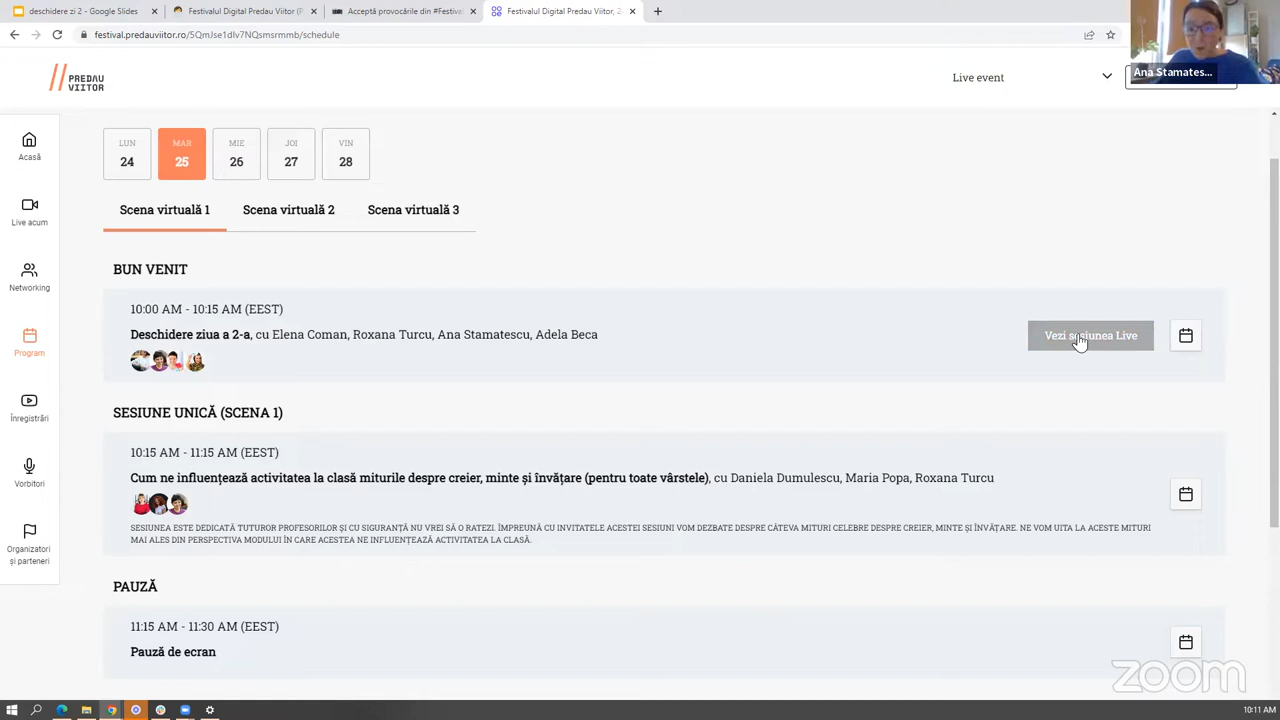 deschidere zi 2 - Google Slides
Festivalul Digital Predau Viitor (P
Acceptă provocările din #Festival
Festivalul Digital Predau Viitor, 2
festival.predauviitor.ro/5QmJse1dlv7NQsmsrmmb/schedule
Ana Stamates...
PREDAU
VIITOR
Live event
Acasă
Live acum
Networking
Program
Înregistrări
Vorbitori
Organizatori
și parteneri
LUN
24
MAR
25
MIE
26
JOI
27
VIN
28
Scena virtuală 1
Scena virtuală 2
Scena virtuală 3
BUN VENIT
10:00 AM - 10:15 AM (EEST)
Deschidere ziua a 2-a, cu Elena Coman, Roxana Turcu, Ana Stamatescu, Adela Beca
Vezi sesiunea Live
SESIUNE UNICĂ (SCENA 1)
10:15 AM - 11:15 AM (EEST)
Cum ne influențează activitatea la clasă miturile despre creier, minte și învățare (pentru toate vârstele), cu Daniela Dumulescu, Maria Popa, Roxana Turcu
SESIUNEA ESTE DEDICATĂ TUTUROR PROFESORILOR ȘI CU SIGURANȚĂ NU VREI SĂ O RATEZI. ÎMPREUNĂ CU INVITATELE ACESTEI SESIUNI VOM DEZBATE DESPRE CÂTEVA MITURI CELEBRE DESPRE CREIER, MINTE ȘI ÎNVĂȚARE. NE VOM UITA LA ACESTE MITURI
MAI ALES DIN PERSPECTIVA MODULUI ÎN CARE ACESTEA NE INFLUENȚEAZĂ ACTIVITATEA LA CLASĂ.
PAUZĂ
11:15 AM - 11:30 AM (EEST)
Pauză de ecran
zoom
10:11 AM